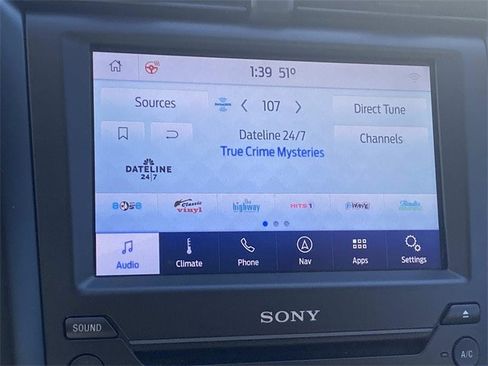 1:39 51°
Sources
107
Direct Tune
Dateline 24/7
True Crime Mysteries
Channels
DATELINE
24|7
Classic
vinyl
the
highway
HITS 1
Audio
Climate
Phone
Nav
Apps
Settings
SONY
SOUND
A/C